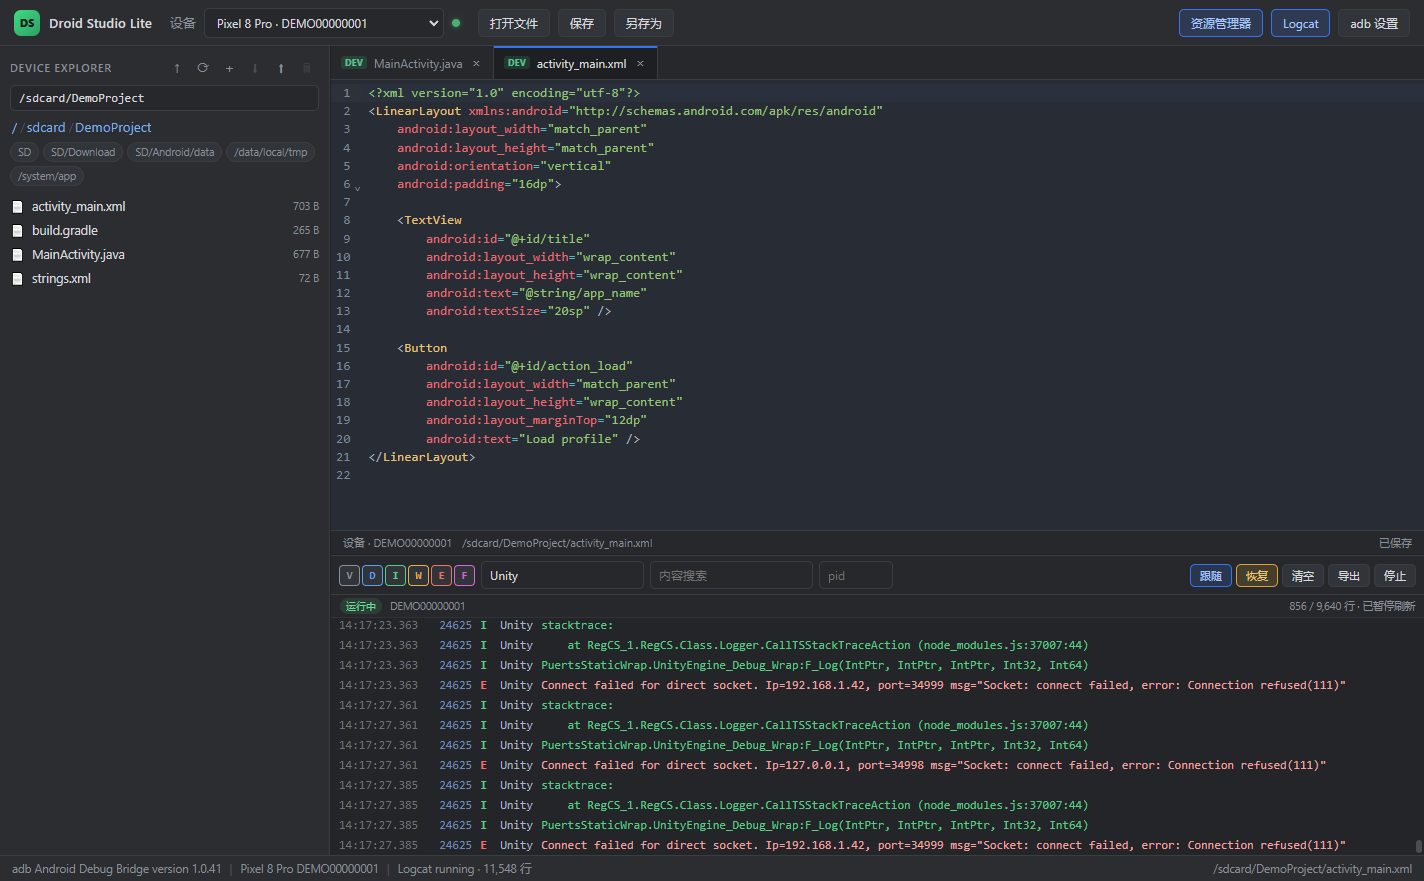 DS Droid Studio Lite 设备 Pixel 8 Pro · DEMO00000001 打开文件 保存 另存为 资源管理器 Logcat adb 设置
DEVICE EXPLORER
/sdcard/DemoProject
/ / sdcard / DemoProject
SD SD/Download SD/Android/data /data/local/tmp
/system/app
activity_main.xml 703 B
build.gradle 265 B
MainActivity.java 677 B
strings.xml 72 B
DEV MainActivity.java × DEV activity_main.xml ×
1 <?xml version="1.0" encoding="utf-8"?>
2 <LinearLayout xmlns:android="http://schemas.android.com/apk/res/android"
3 android:layout_width="match_parent"
4 android:layout_height="match_parent"
5 android:orientation="vertical"
6 android:padding="16dp">
7
8 <TextView
9 android:id="@+id/title"
10 android:layout_width="wrap_content"
11 android:layout_height="wrap_content"
12 android:text="@string/app_name"
13 android:textSize="20sp" />
14
15 <Button
16 android:id="@+id/action_load"
17 android:layout_width="match_parent"
18 android:layout_height="wrap_content"
19 android:layout_marginTop="12dp"
20 android:text="Load profile" />
21 </LinearLayout>
22
设备 · DEMO00000001 /sdcard/DemoProject/activity_main.xml 已保存
V D I W E F Unity 内容搜索 pid 跟随 恢复 清空 导出 停止
运行中 DEMO00000001 856 / 9,640 行 · 已暂停刷新
14:17:23.363 24625 I Unity stacktrace:
14:17:23.363 24625 I Unity at RegCS_1.RegCS.Class.Logger.CallTSStackTraceAction (node_modules.js:37007:44)
14:17:23.363 24625 I Unity PuertsStaticWrap.UnityEngine_Debug_Wrap:F_Log(IntPtr, IntPtr, IntPtr, Int32, Int64)
14:17:23.363 24625 E Unity Connect failed for direct socket. Ip=192.168.1.42, port=34999 msg="Socket: connect failed, error: Connection refused(111)"
14:17:27.361 24625 I Unity stacktrace:
14:17:27.361 24625 I Unity at RegCS_1.RegCS.Class.Logger.CallTSStackTraceAction (node_modules.js:37007:44)
14:17:27.361 24625 I Unity PuertsStaticWrap.UnityEngine_Debug_Wrap:F_Log(IntPtr, IntPtr, IntPtr, Int32, Int64)
14:17:27.361 24625 E Unity Connect failed for direct socket. Ip=127.0.0.1, port=34998 msg="Socket: connect failed, error: Connection refused(111)"
14:17:27.385 24625 I Unity stacktrace:
14:17:27.385 24625 I Unity at RegCS_1.RegCS.Class.Logger.CallTSStackTraceAction (node_modules.js:37007:44)
14:17:27.385 24625 I Unity PuertsStaticWrap.UnityEngine_Debug_Wrap:F_Log(IntPtr, IntPtr, IntPtr, Int32, Int64)
14:17:27.385 24625 E Unity Connect failed for direct socket. Ip=192.168.1.42, port=34999 msg="Socket: connect failed, error: Connection refused(111)"
adb Android Debug Bridge version 1.0.41 | Pixel 8 Pro DEMO00000001 | Logcat running · 11,548 行 /sdcard/DemoProject/activity_main.xml